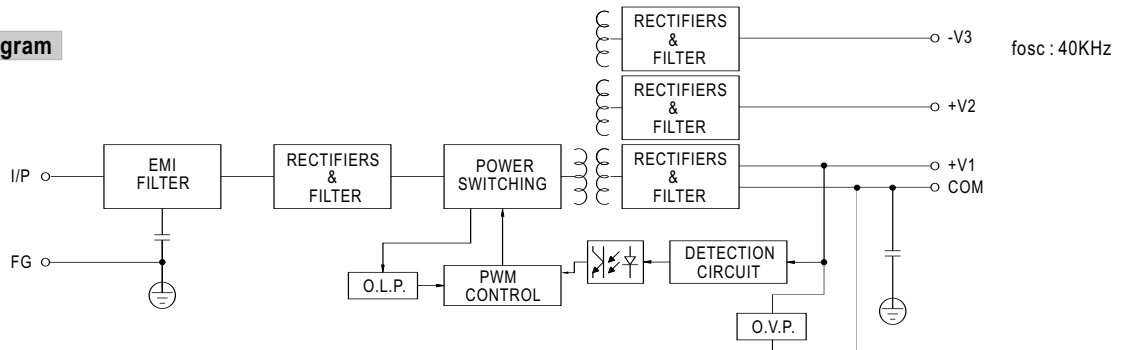 gram
RECTIFIERS
&
FILTER
-V3
fosc : 40KHz
RECTIFIERS
&
FILTER
+V2
I/P
EMI
FILTER
RECTIFIERS
&
FILTER
POWER
SWITCHING
RECTIFIERS
&
FILTER
+V1
COM
FG
O.L.P.
PWM
CONTROL
DETECTION
CIRCUIT
O.V.P.